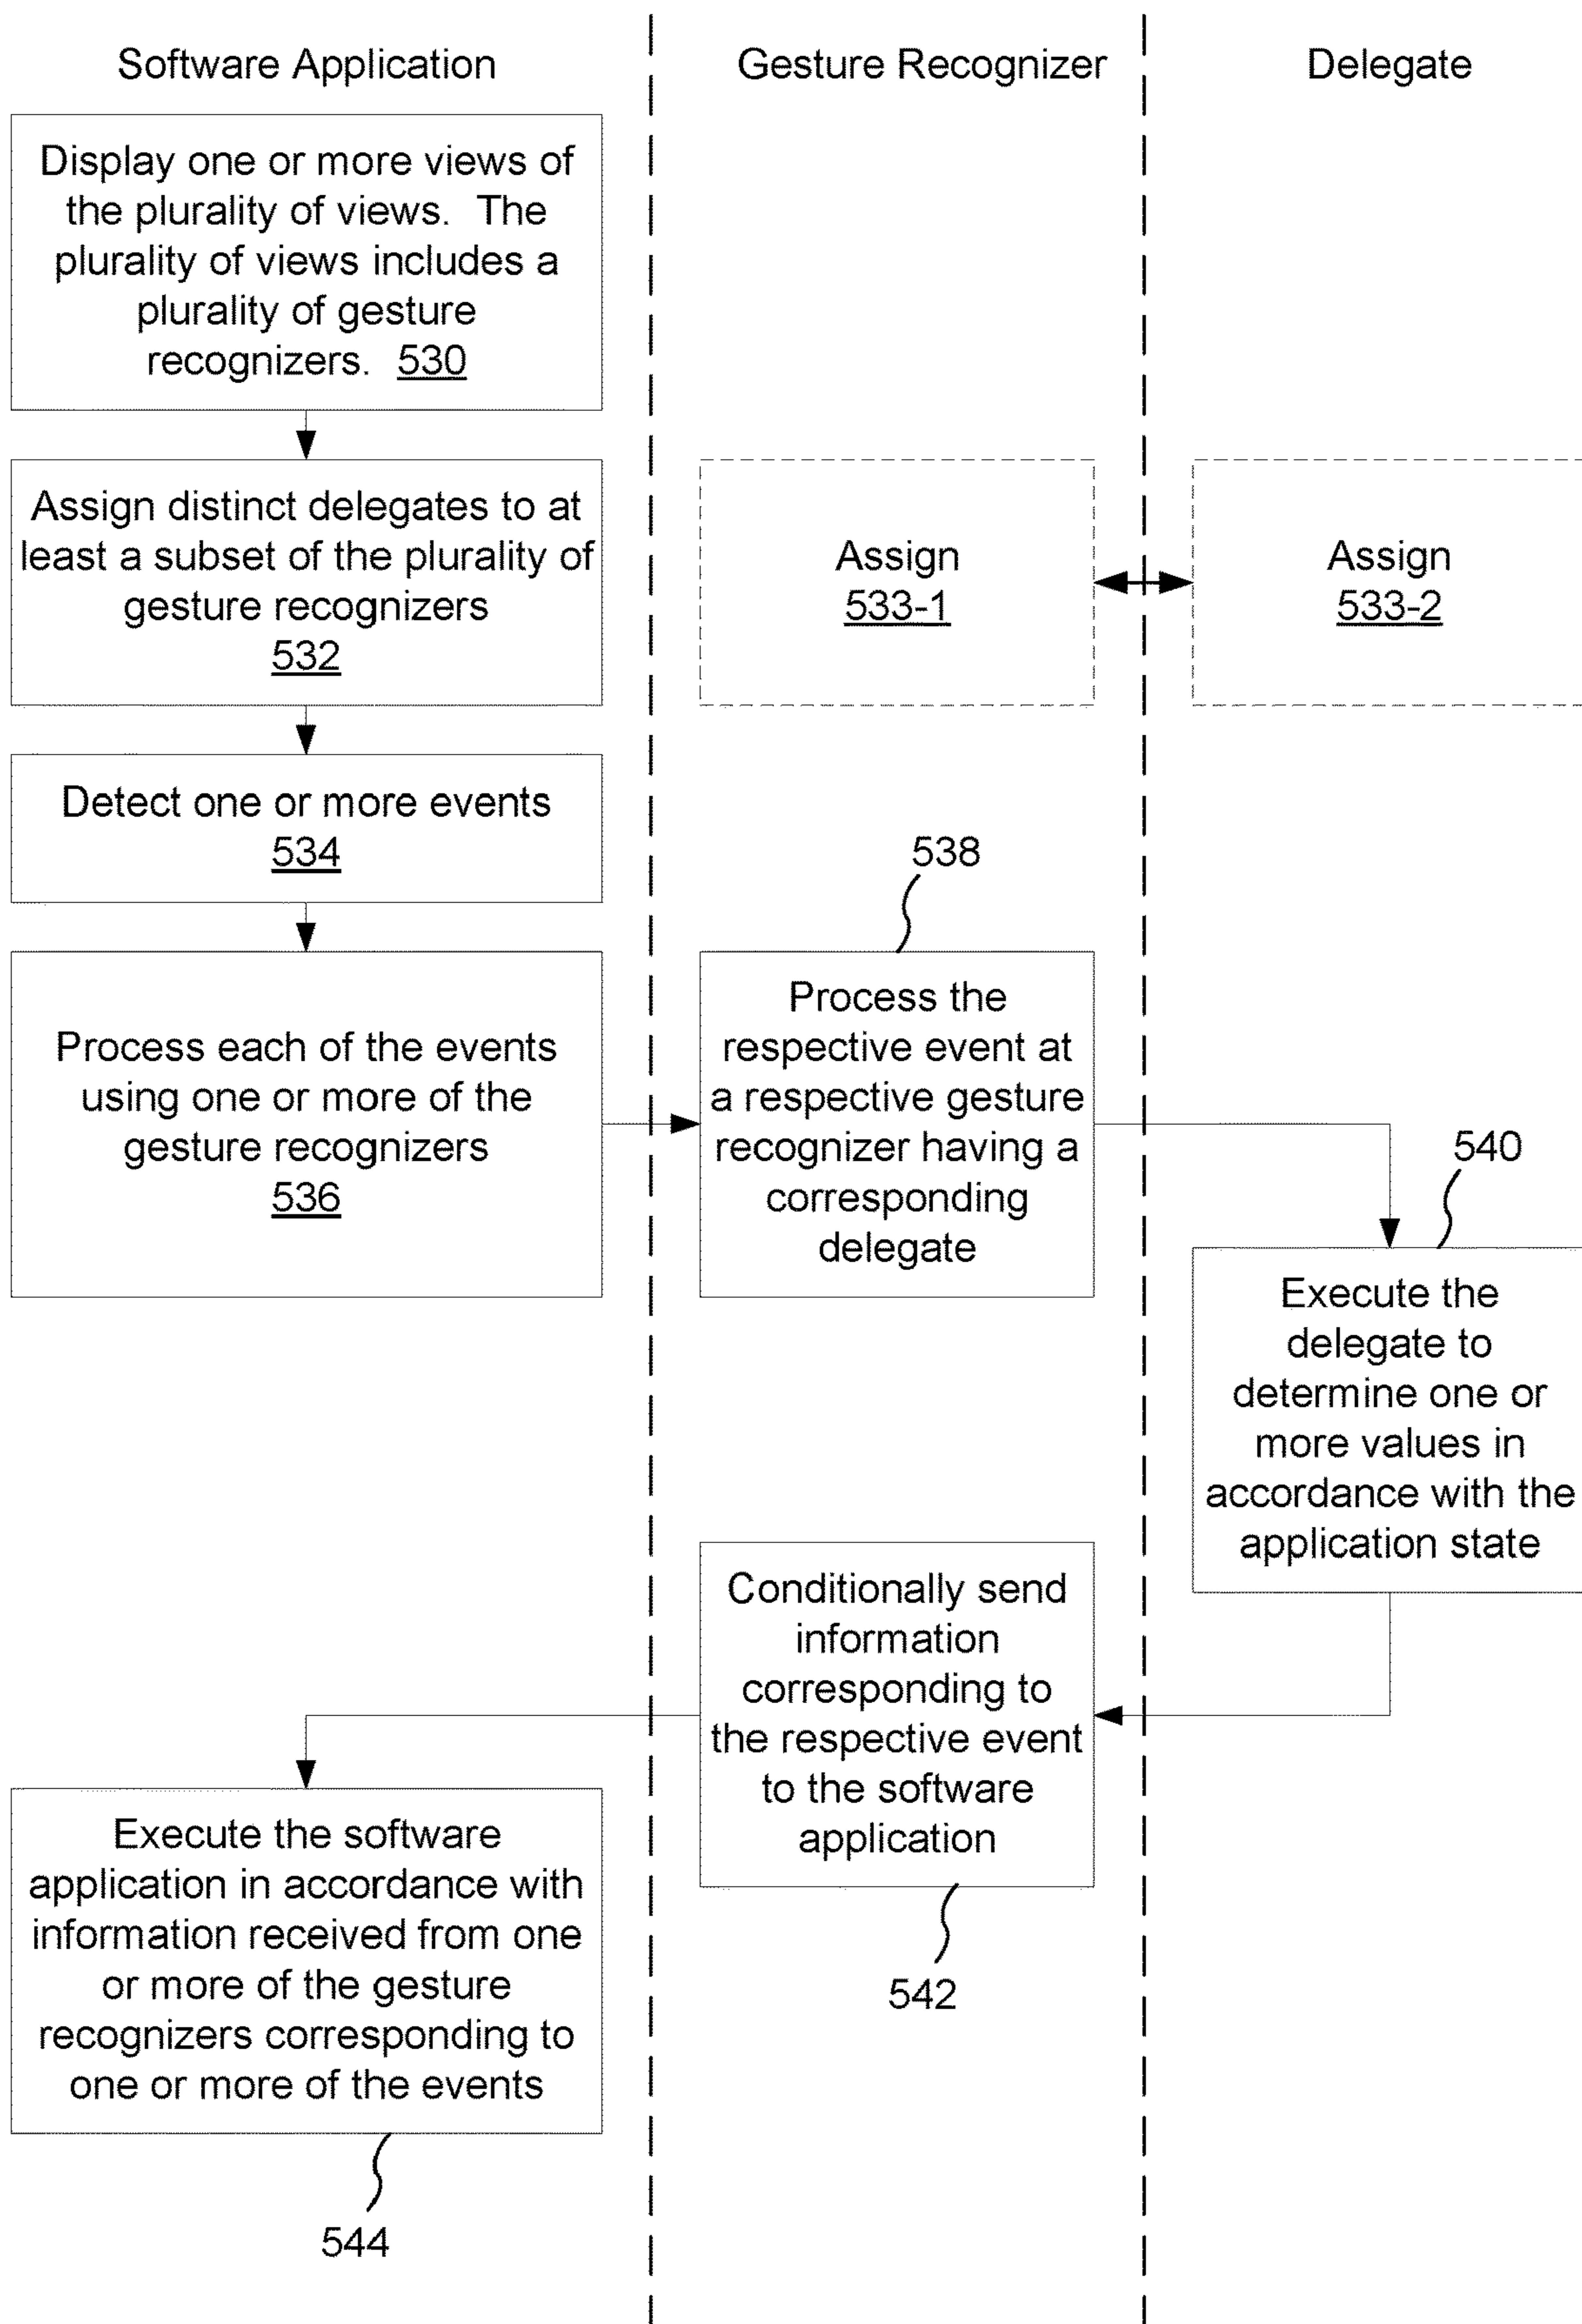 Software Application
Gesture Recognizer
Delegate
Display one or more views of
the plurality of views.  The
plurality of views includes a
plurality of gesture
recognizers.  530
Assign distinct delegates to at
least a subset of the plurality of
gesture recognizers
532
Assign
533-1
Assign
533-2
Detect one or more events
534
538
Process each of the events
using one or more of the
gesture recognizers
536
Process the
respective event at
a respective gesture
recognizer having a
corresponding
delegate
540
Execute the
delegate to
determine one or
more values in
accordance with the
application state
Conditionally send
information
corresponding to
the respective event
to the software
application
542
Execute the software
application in accordance with
information received from one
or more of the gesture
recognizers corresponding to
one or more of the events
544